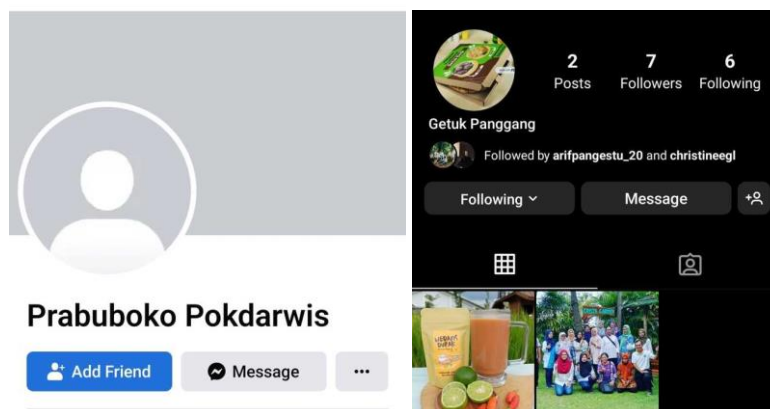 Prabuboko Pokdarwis
Add Friend
Message
2 7 6
Posts Followers Following
Getuk Panggang
Followed by arifpangestu_20 and christineegl
Following
Message